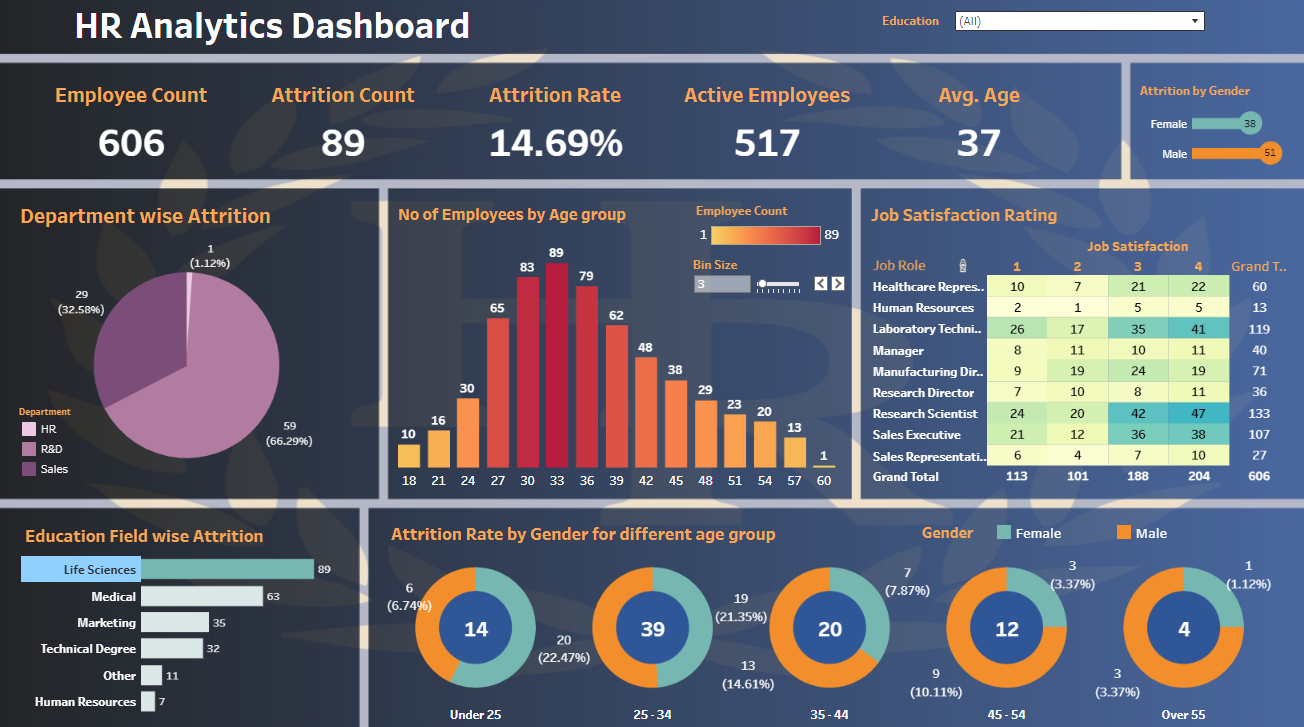 HR Analytics Dashboard
Education (All)
Employee Count Attrition Count Attrition Rate Active Employees Avg. Age
606 89 14.69% 517 37
Attrition by Gender
Female 38
Male 51
Department wise Attrition
1
(1.12%)
29
(32.58%)
59
(66.29%)
Department
HR
R&D
Sales
No of Employees by Age group
Employee Count
1 89
Bin Size
3
10 16 30 65 83 89 79 62 48 38 29 23 20 13 1
18 21 24 27 30 33 36 39 42 45 48 51 54 57 60
Job Satisfaction Rating
Job Satisfaction
Job Role 1 2 3 4 Grand T..
Healthcare Repres.. 10 7 21 22 60
Human Resources 2 1 5 5 13
Laboratory Techni.. 26 17 35 41 119
Manager 8 11 10 11 40
Manufacturing Dir.. 9 19 24 19 71
Research Director 7 10 8 11 36
Research Scientist 24 20 42 47 133
Sales Executive 21 12 36 38 107
Sales Representati.. 6 4 7 10 27
Grand Total 113 101 188 204 606
Education Field wise Attrition
Life Sciences 89
Medical 63
Marketing 35
Technical Degree 32
Other 11
Human Resources 7
Attrition Rate by Gender for different age group
Gender Female Male
6
(6.74%)
14
Under 25
20
(22.47%)
39
19
(21.35%)
25 - 34
7
(7.87%)
20
13
(14.61%)
35 - 44
3
(3.37%)
12
9
(10.11%)
45 - 54
1
(1.12%)
4
3
(3.37%)
Over 55